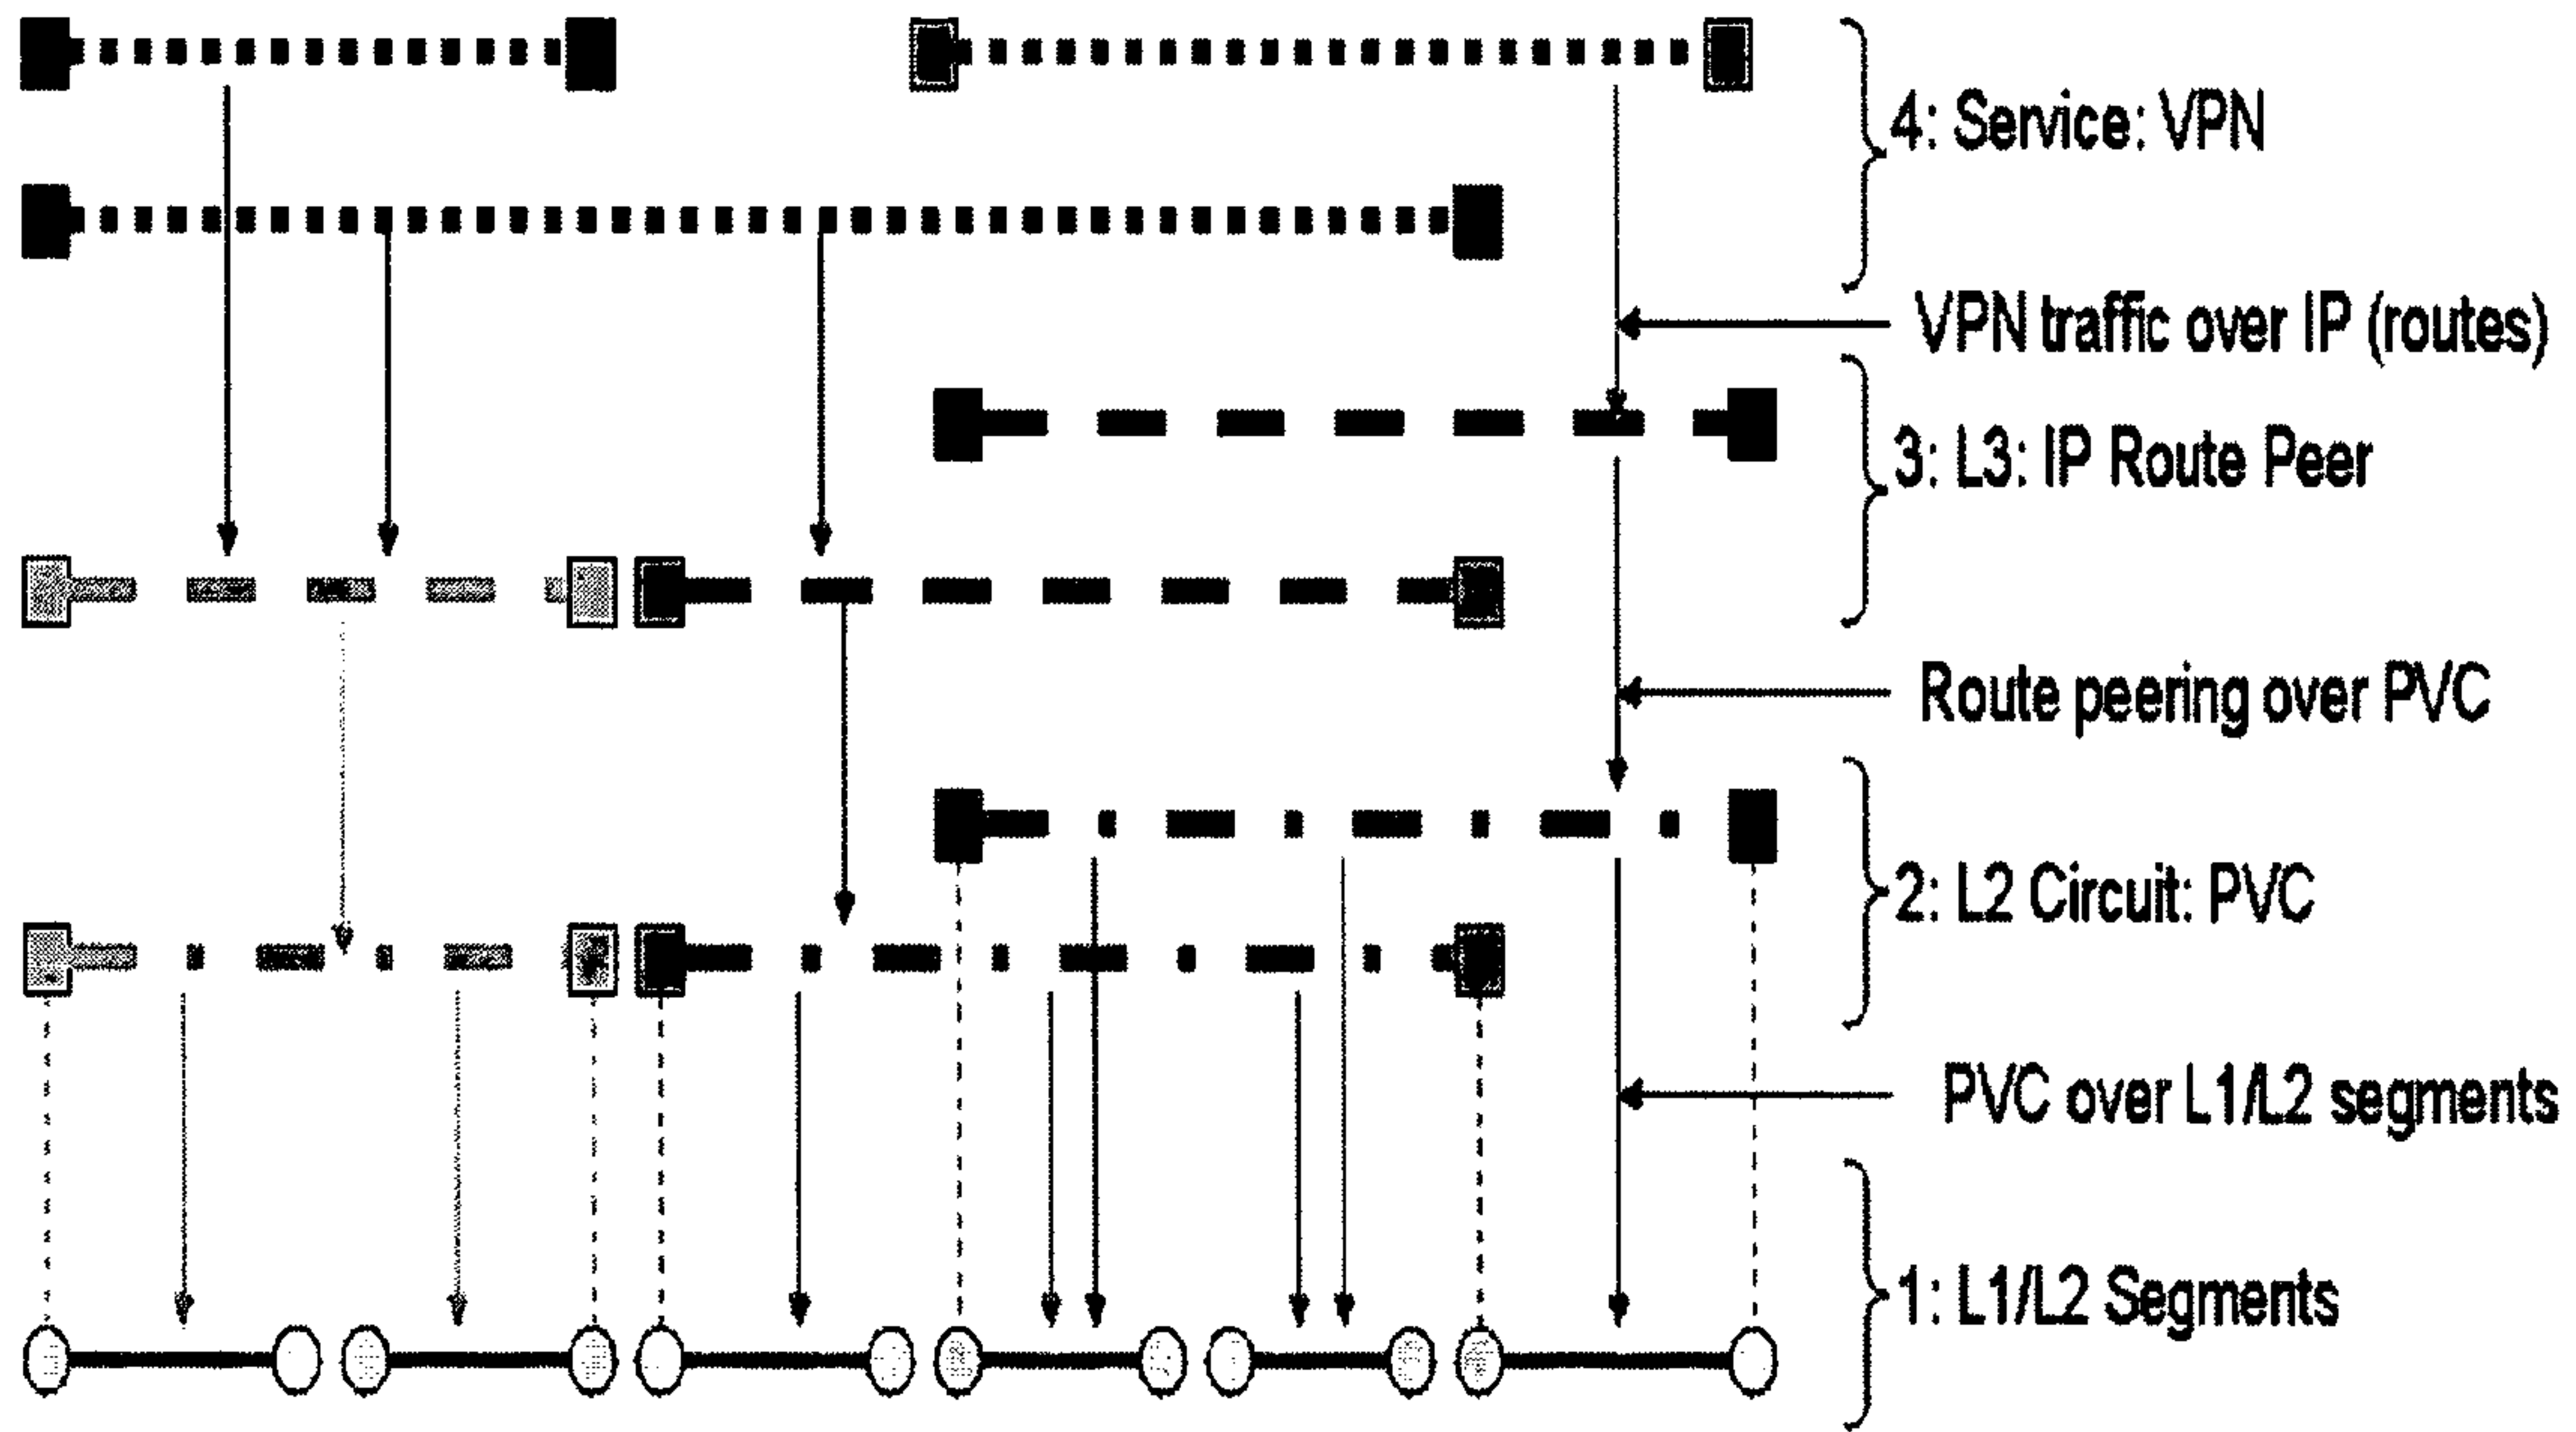 4: Service: VPN
VPN traffic over IP (routes)
3: L3: IP Route Peer
Route peering over PVC
2: L2 Circuit: PVC
PVC over L1/L2 segments
1: L1/L2 Segments